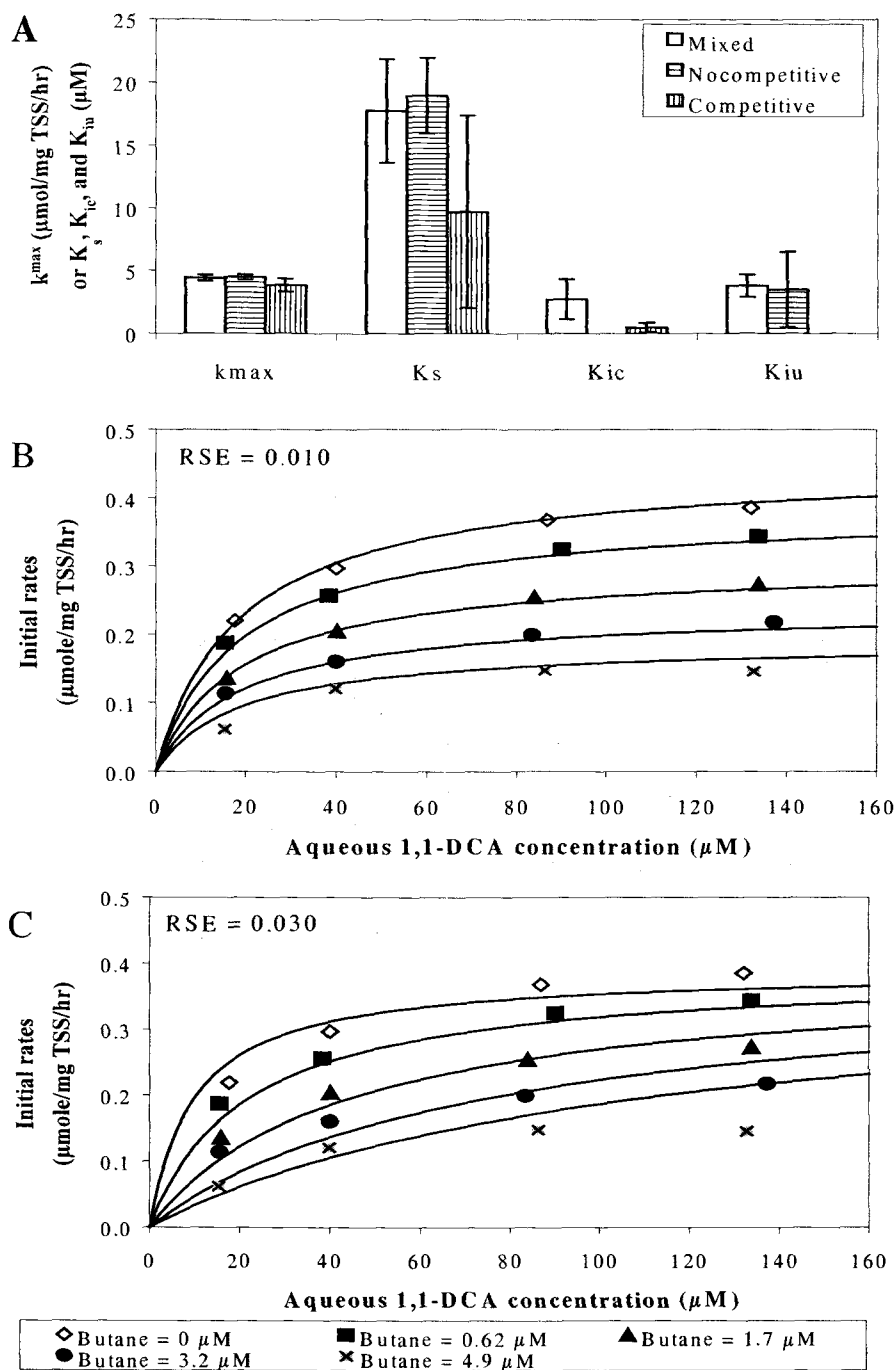 A
k^max (μmol/mg TSS/hr)
or K_s, K_ic, and K_iu (μM)
25
20
15
10
5
0
Mixed
Nocompetitive
Competitive
kmax Ks Kic Kiu
B
RSE = 0.010
Initial rates
(μmole/mg TSS/hr)
0.5
0.4
0.3
0.2
0.1
0.0
0 20 40 60 80 100 120 140 160
Aqueous 1,1-DCA concentration (μM)
C
RSE = 0.030
Initial rates
(μmole/mg TSS/hr)
0.5
0.4
0.3
0.2
0.1
0.0
0 20 40 60 80 100 120 140 160
Aqueous 1,1-DCA concentration (μM)
Butane = 0 μM Butane = 0.62 μM Butane = 1.7 μM
Butane = 3.2 μM Butane = 4.9 μM